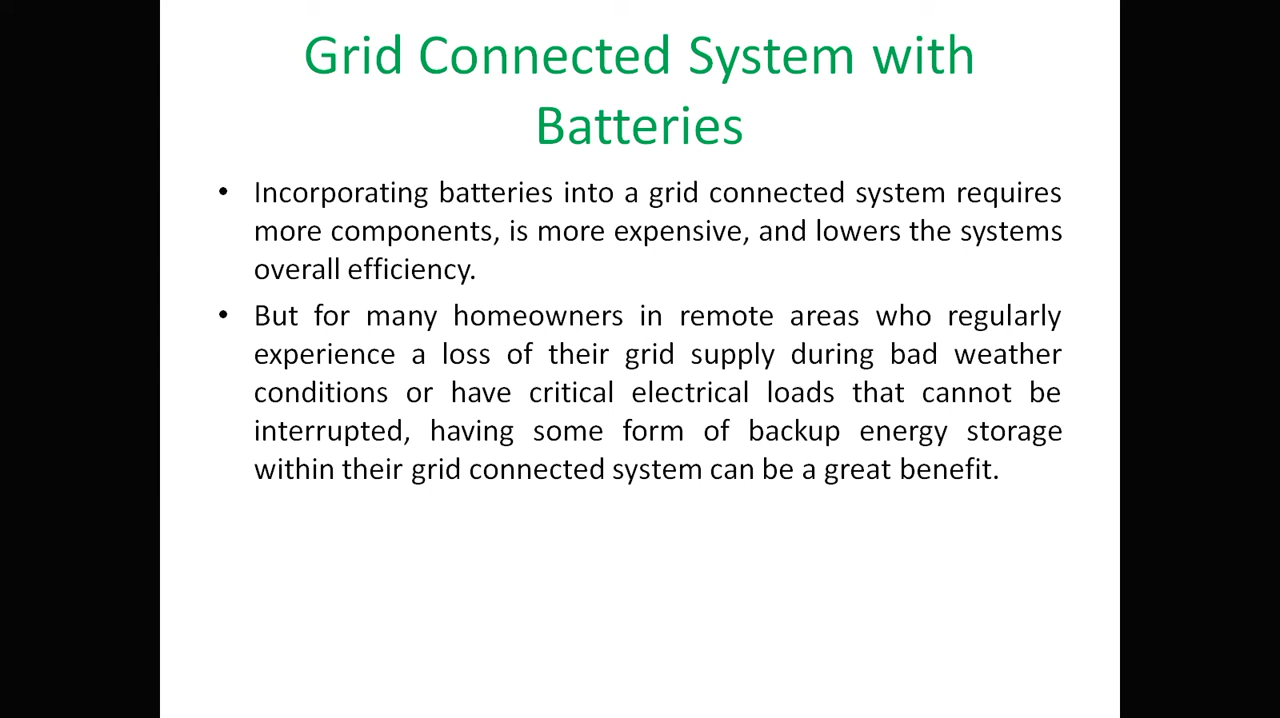 Grid Connected System with
Batteries
• Incorporating batteries into a grid connected system requires
more components, is more expensive, and lowers the systems
overall efficiency.
• But for many homeowners in remote areas who regularly
experience a loss of their grid supply during bad weather
conditions or have critical electrical loads that cannot be
interrupted, having some form of backup energy storage
within their grid connected system can be a great benefit.